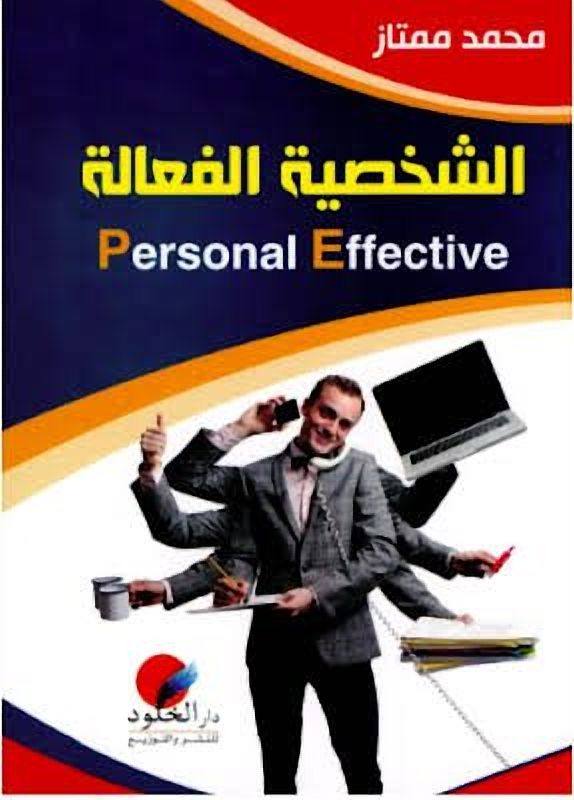 محمد ممتاز
الشخصية الفعالة
Personal Effective
دار الخلود
للنشر والتوزيع